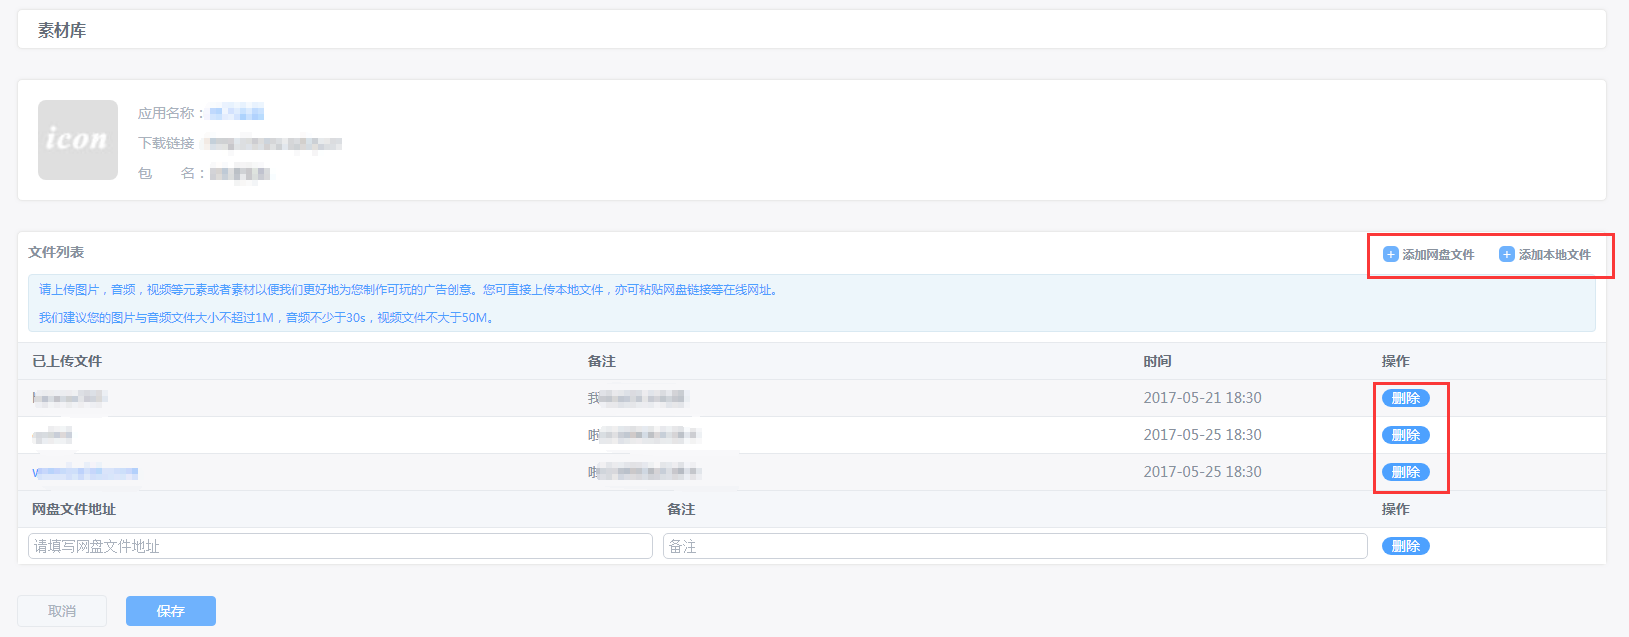 素材库
icon
应用名称：
下载链接
包 名：
文件列表
添加网盘文件 添加本地文件
请上传图片，音频，视频等元素或者素材以便我们更好地为您制作可玩的广告创意。您可直接上传本地文件，亦可粘贴网盘链接等在线网址。
我们建议您的图片与音频文件大小不超过1M，音频不少于30s，视频文件不大于50M。
已上传文件 备注 时间 操作
我 2017-05-21 18:30 删除
啦 2017-05-25 18:30 删除
啦 2017-05-25 18:30 删除
网盘文件地址 备注 操作
请填写网盘文件地址 备注 删除
取消 保存